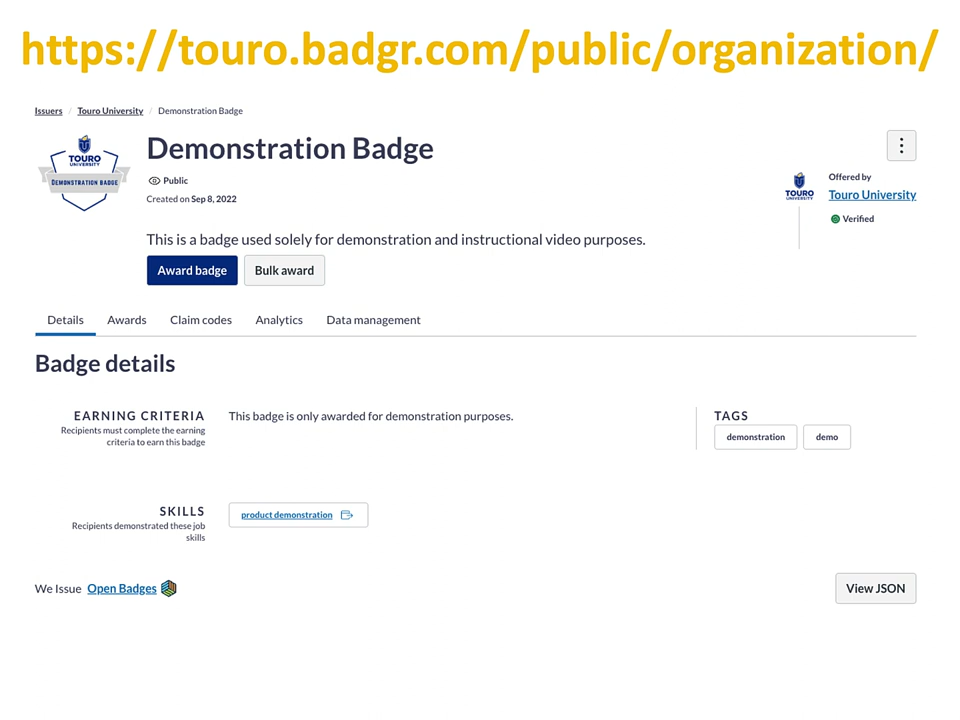 https://touro.badgr.com/public/organization/
Issuers / Touro University / Demonstration Badge
TOURO
UNIVERSITY
DEMONSTRATION BADGE
Demonstration Badge
Public
Created on Sep 8, 2022
TOURO
UNIVERSITY
Offered by
Touro University
Verified
This is a badge used solely for demonstration and instructional video purposes.
Award badge Bulk award
Details Awards Claim codes Analytics Data management
Badge details
EARNING CRITERIA
Recipients must complete the earning
criteria to earn this badge
This badge is only awarded for demonstration purposes.
TAGS
demonstration demo
SKILLS
Recipients demonstrated these job
skills
product demonstration
We Issue Open Badges
View JSON